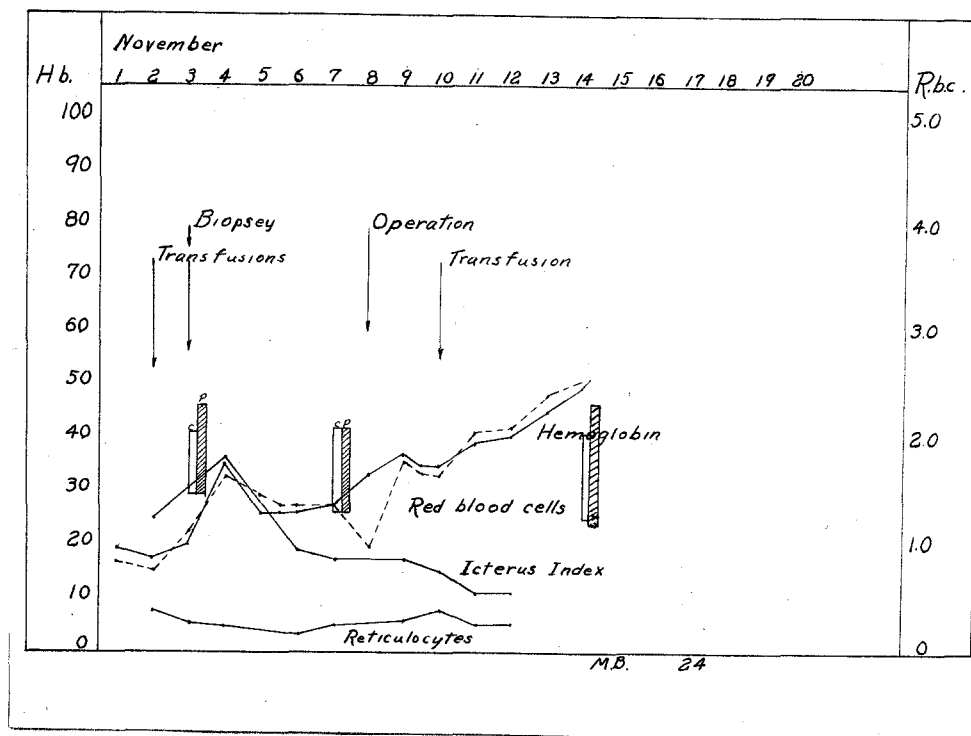 November
Hb. 1 2 3 4 5 6 7 8 9 10 11 12 13 14 15 16 17 18 19 20 R.b.c.
100 5.0
90
80 Biopsey Operation 4.0
Transfusions Transfusion
70
60 3.0
50
P
40 C C P Hemoglobin 2.0
30
Red blood cells
20 1.0
Icterus Index
10
Reticulocytes
0 0
M.B. 24